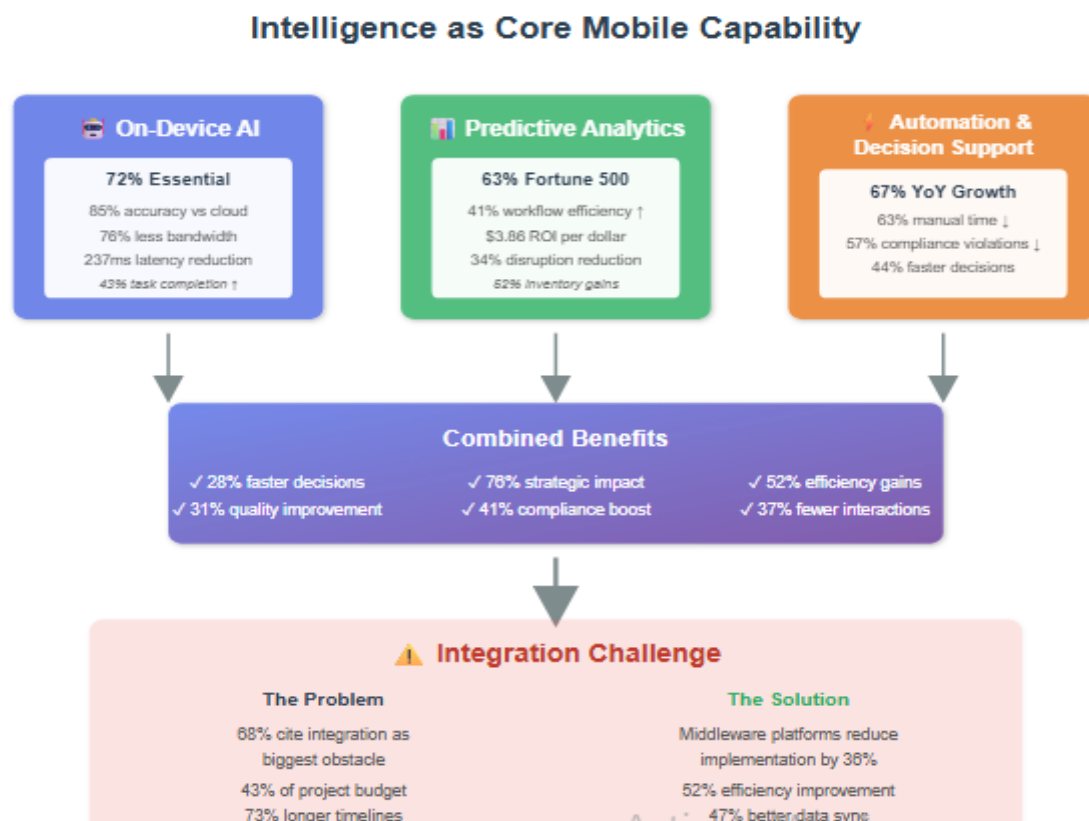 Intelligence as Core Mobile Capability
On-Device AI
72% Essential
85% accuracy vs cloud
76% less bandwidth
237ms latency reduction
43% task completion ↑
Predictive Analytics
63% Fortune 500
41% workflow efficiency ↑
$3.86 ROI per dollar
34% disruption reduction
52% inventory gains
Automation &
Decision Support
67% YoY Growth
63% manual time ↓
57% compliance violations ↓
44% faster decisions
Combined Benefits
✓ 28% faster decisions
✓ 76% strategic impact
✓ 52% efficiency gains
✓ 31% quality improvement
✓ 41% compliance boost
✓ 37% fewer interactions
Integration Challenge
The Problem
68% cite integration as
biggest obstacle
43% of project budget
73% longer timelines
The Solution
Middleware platforms reduce
implementation by 36%
52% efficiency improvement
47% better data sync